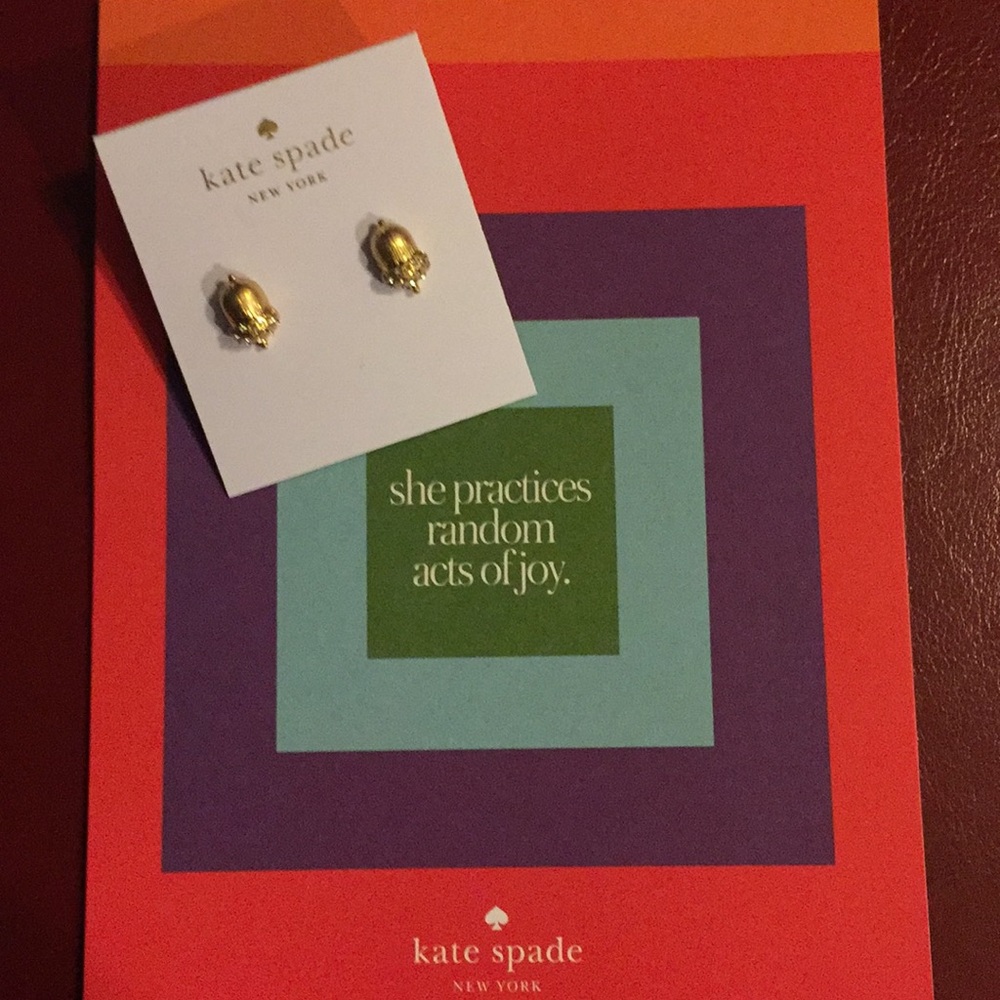 kate spade
NEW YORK
she practices
random
acts of joy.
kate spade
NEW YORK